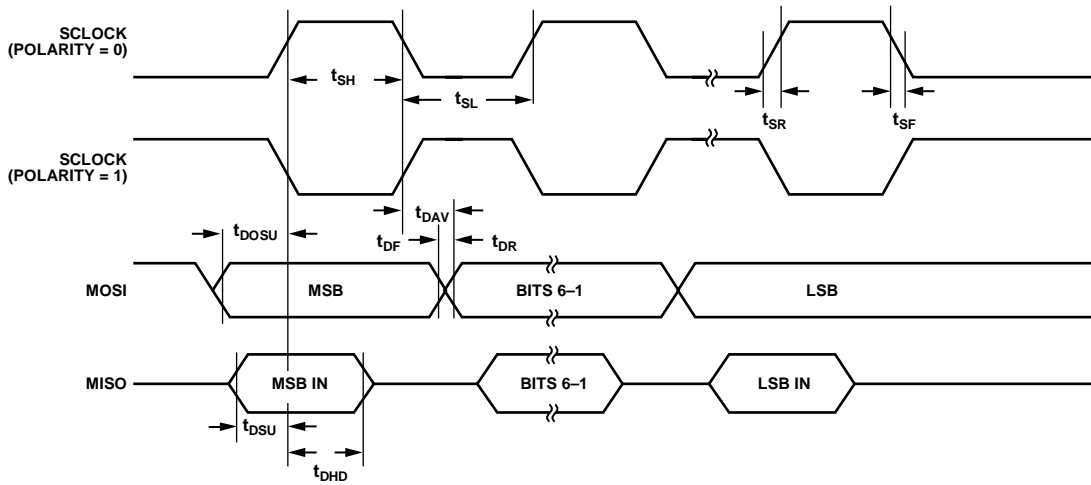 SCLOCK
(POLARITY = 0)
tSH
tSL
tSR
tSF
SCLOCK
(POLARITY = 1)
tDAV
tDOSU
tDF
tDR
MOSI
MSB
BITS 6–1
LSB
MISO
MSB IN
BITS 6–1
LSB IN
tDSU
tDHD